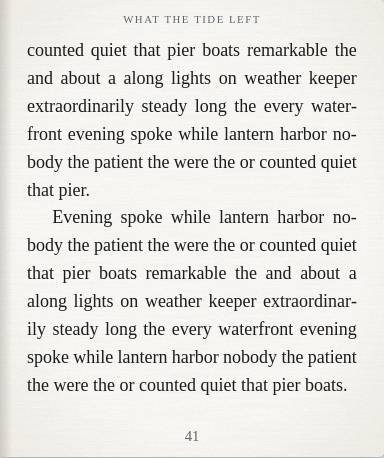 WHAT THE TIDE LEFT
counted quiet that pier boats remarkable the
and about a along lights on weather keeper
extraordinarily steady long the every water-
front evening spoke while lantern harbor no-
body the patient the were the or counted quiet
that pier.
Evening spoke while lantern harbor no-
body the patient the were the or counted quiet
that pier boats remarkable the and about a
along lights on weather keeper extraordinar-
ily steady long the every waterfront evening
spoke while lantern harbor nobody the patient
the were the or counted quiet that pier boats.
41